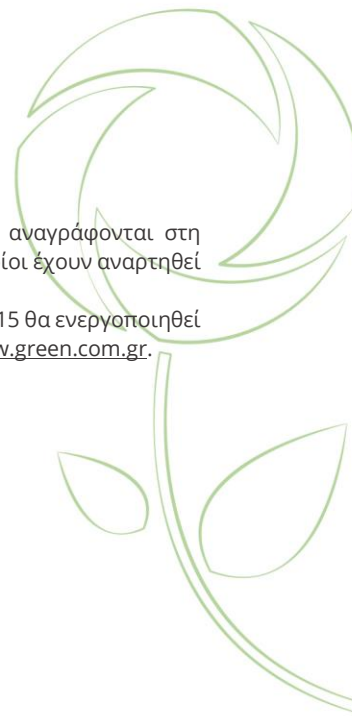 αναγράφονται στη
ίοι έχουν αναρτηθεί
15 θα ενεργοποιηθεί
w.green.com.gr.